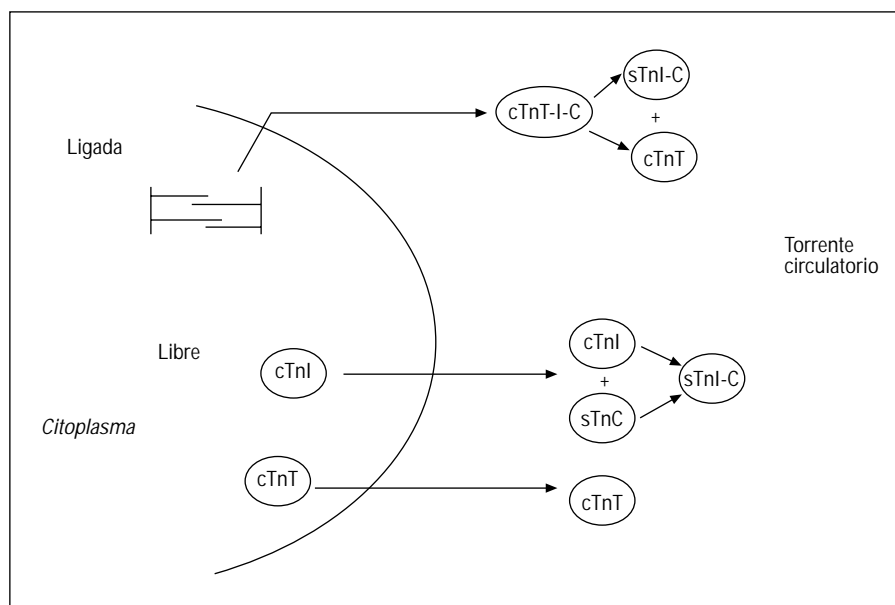 sTnI-C
Ligada
cTnT-I-C
+
cTnT
Torrente
circulatorio
Libre
cTnI
cTnI
+
sTnI-C
sTnC
Citoplasma
cTnT
cTnT